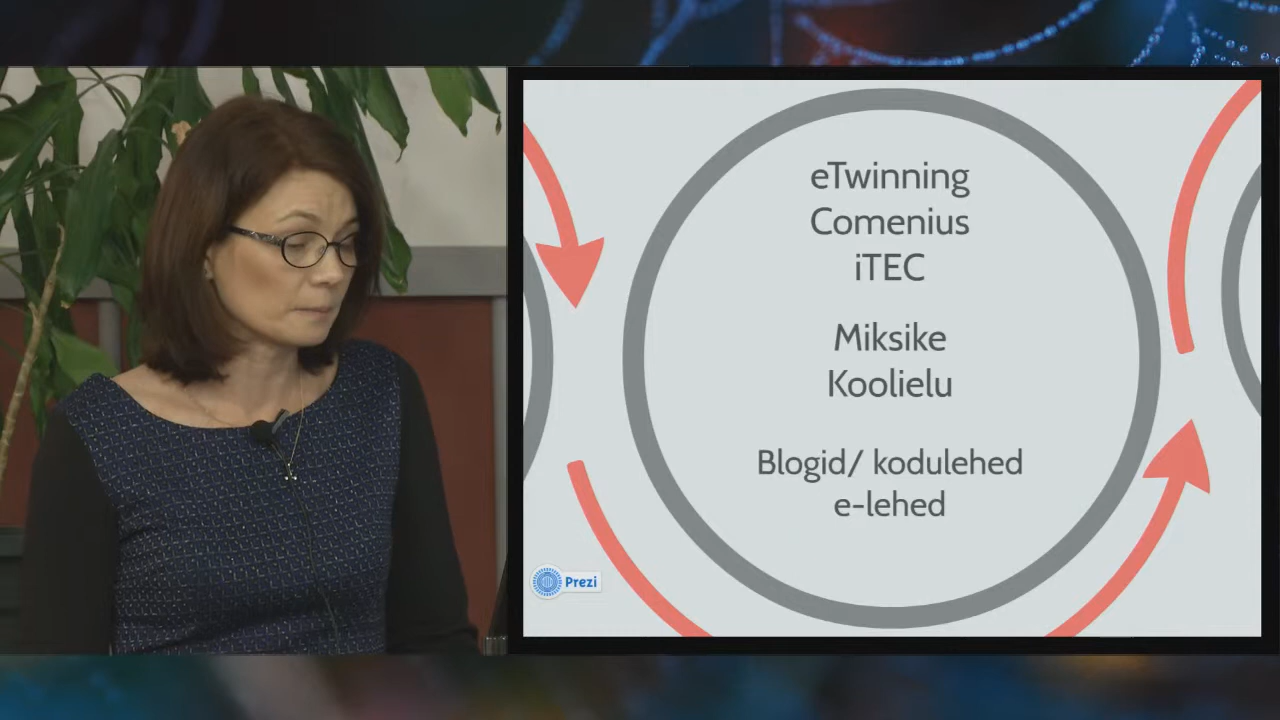 eTwinning
Comenius
iTEC
Miksike
Koolielu
Blogid/ kodulehed
e-lehed
Prezi